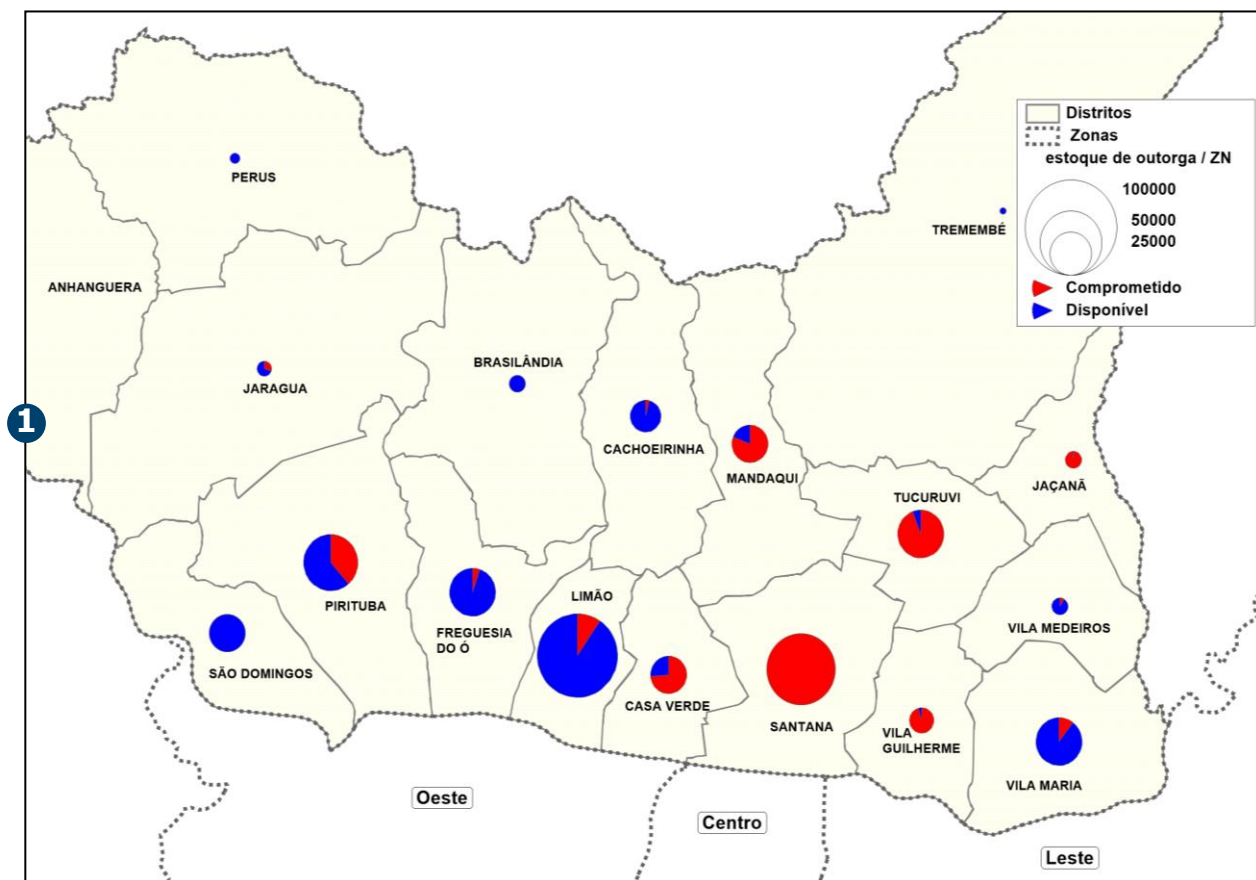 Distritos
Zonas
estoque de outorga / ZN
100000
50000
25000
Comprometido
Disponível
PERUS
TREMEMBÉ
ANHANGUERA
JARAGUA
BRASILÂNDIA
1
CACHOEIRINHA
MANDAQUI
JAÇANÃ
TUCURUVI
PIRITUBA
LIMÃO
FREGUESIA
DO Ó
VILA MEDEIROS
SÃO DOMINGOS
CASA VERDE
SANTANA
VILA
GUILHERME
VILA MARIA
Oeste
Centro
Leste